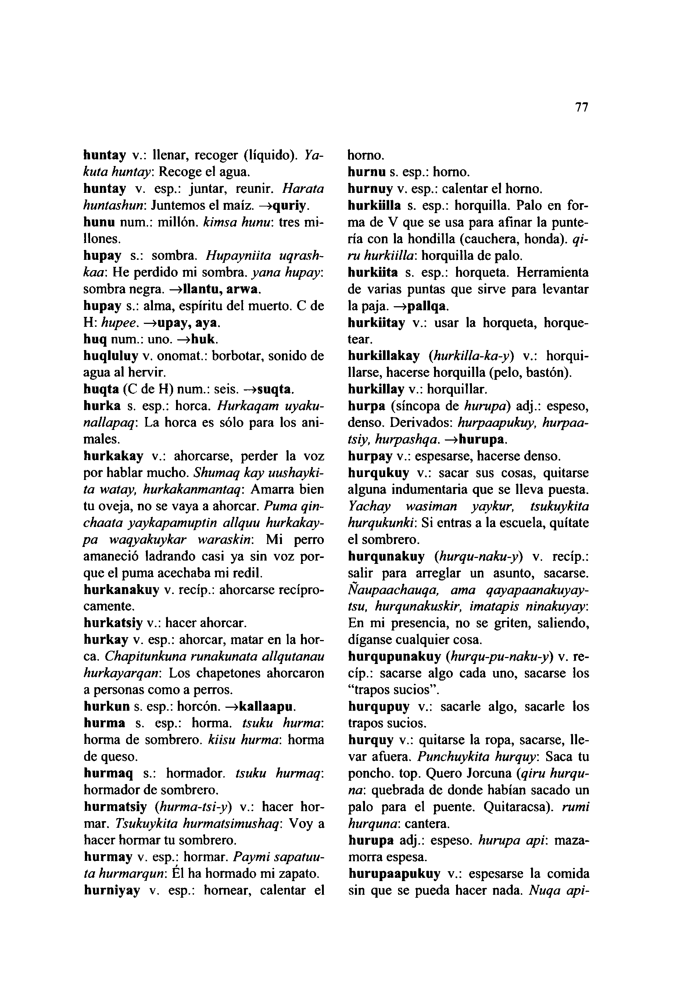 77
huntay v.: llenar, recoger (líquido). Ya-
kuta huntay: Recoge el agua.
huntay v. esp.: juntar, reunir. Harata
huntashun: Juntemos el maíz. →quriy.
hunu num.: millón. kimsa hunu: tres mi-
llones.
hupay s.: sombra. Hupayniita uqrash-
kaa: He perdido mi sombra. yana hupay:
sombra negra. →llantu, arwa.
hupay s.: alma, espíritu del muerto. C de
H: hupee. →upay, aya.
huq num.: uno. →huk.
huqluluy v. onomat.: borbotar, sonido de
agua al hervir.
huqta (C de H) num.: seis. →suqta.
hurka s. esp.: horca. Hurkaqam uyaku-
nallapaq: La horca es sólo para los ani-
males.
hurkakay v.: ahorcarse, perder la voz
por hablar mucho. Shumaq kay uushayki-
ta watay, hurkakanmantaq: Amarra bien
tu oveja, no se vaya a ahorcar. Puma qin-
chaata yaykapamuptin allquu hurkakay-
pa waqyakuykar waraskin: Mi perro
amaneció ladrando casi ya sin voz por-
que el puma acechaba mi redil.
hurkanakuy v. recíp.: ahorcarse recípro-
camente.
hurkatsiy v.: hacer ahorcar.
hurkay v. esp.: ahorcar, matar en la hor-
ca. Chapitunkuna runakunata allqutanau
hurkayarqan: Los chapetones ahorcaron
a personas como a perros.
hurkun s. esp.: horcón. →kallaapu.
hurma s. esp.: horma. tsuku hurma:
horma de sombrero. kiisu hurma: horma
de queso.
hurmaq s.: hormador. tsuku hurmaq:
hormador de sombrero.
hurmatsiy (hurma-tsi-y) v.: hacer hor-
mar. Tsukuykita hurmatsimushaq: Voy a
hacer hormar tu sombrero.
hurmay v. esp.: hormar. Paymi sapatuu-
ta hurmarqun: Él ha hormado mi zapato.
hurniyay v. esp.: hornear, calentar el
horno.
hurnu s. esp.: horno.
hurnuy v. esp.: calentar el horno.
hurkiilla s. esp.: horquilla. Palo en for-
ma de V que se usa para afinar la punte-
ría con la hondilla (cauchera, honda). qi-
ru hurkiilla: horquilla de palo.
hurkiita s. esp.: horqueta. Herramienta
de varias puntas que sirve para levantar
la paja. →pallqa.
hurkiitay v.: usar la horqueta, horque-
tear.
hurkillakay (hurkilla-ka-y) v.: horqui-
llarse, hacerse horquilla (pelo, bastón).
hurkillay v.: horquillar.
hurpa (síncopa de hurupa) adj.: espeso,
denso. Derivados: hurpaapukuy, hurpaa-
tsiy, hurpashqa. →hurupa.
hurpay v.: espesarse, hacerse denso.
hurqukuy v.: sacar sus cosas, quitarse
alguna indumentaria que se lleva puesta.
Yachay wasiman yaykur, tsukuykita
hurqukunki: Si entras a la escuela, quítate
el sombrero.
hurqunakuy (hurqu-naku-y) v. recíp.:
salir para arreglar un asunto, sacarse.
Ñaupaachauqa, ama qayapaanakuyay-
tsu, hurqunakuskir, imatapis ninakuyay:
En mi presencia, no se griten, saliendo,
díganse cualquier cosa.
hurqupunakuy (hurqu-pu-naku-y) v. re-
cíp.: sacarse algo cada uno, sacarse los
“trapos sucios”.
hurqupuy v.: sacarle algo, sacarle los
trapos sucios.
hurquy v.: quitarse la ropa, sacarse, lle-
var afuera. Punchuykita hurquy: Saca tu
poncho. top. Quero Jorcuna (qiru hurqu-
na: quebrada de donde habían sacado un
palo para el puente. Quitaracsa). rumi
hurquna: cantera.
hurupa adj.: espeso. hurupa api: maza-
morra espesa.
hurupaapukuy v.: espesarse la comida
sin que se pueda hacer nada. Nuqa api-